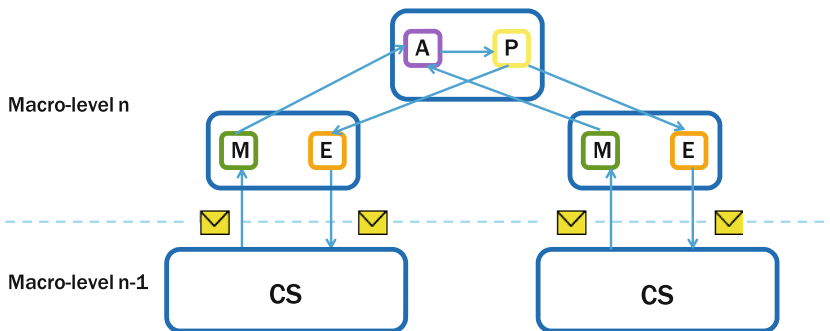 A P
Macro-level n
M E M E
Macro-level n-1
CS CS